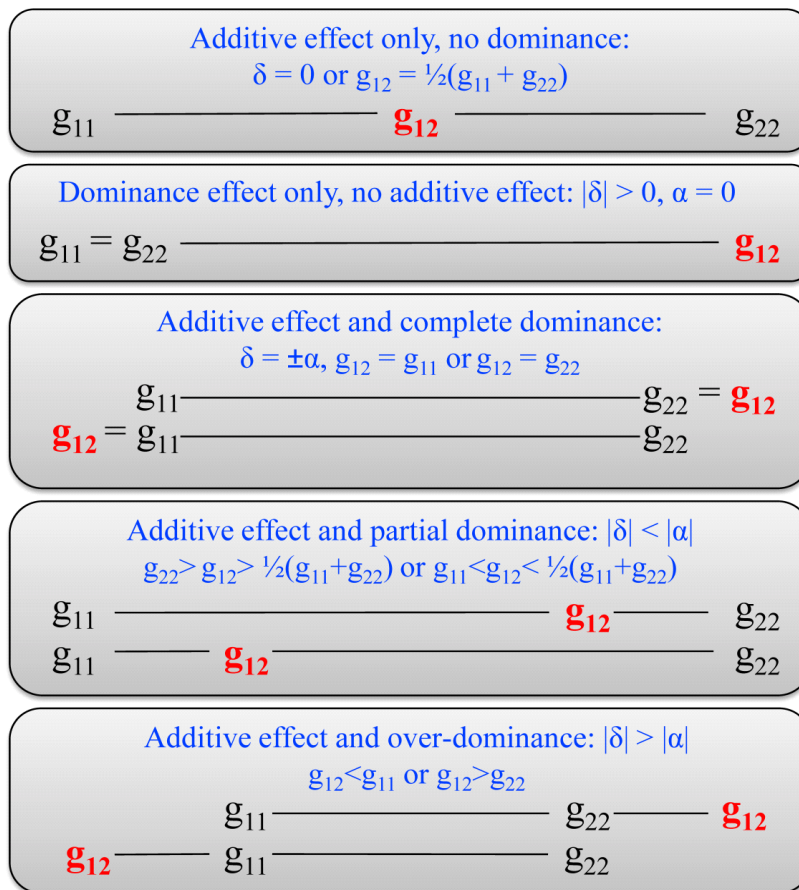 Additive effect only, no dominance:
δ = 0 or g₁₂ = ½(g₁₁ + g₂₂)
g₁₁ g₁₂ g₂₂
Dominance effect only, no additive effect: |δ| > 0, α = 0
g₁₁ = g₂₂ g₁₂
Additive effect and complete dominance:
δ = ±α, g₁₂ = g₁₁ or g₁₂ = g₂₂
g₁₁ g₂₂ = g₁₂
g₁₂ = g₁₁ g₂₂
Additive effect and partial dominance: |δ| < |α|
g₂₂> g₁₂> ½(g₁₁+g₂₂) or g₁₁<g₁₂< ½(g₁₁+g₂₂)
g₁₁ g₁₂ g₂₂
g₁₁ g₁₂ g₂₂
Additive effect and over-dominance: |δ| > |α|
g₁₂<g₁₁ or g₁₂>g₂₂
g₁₁ g₂₂ g₁₂
g₁₂ g₁₁ g₂₂